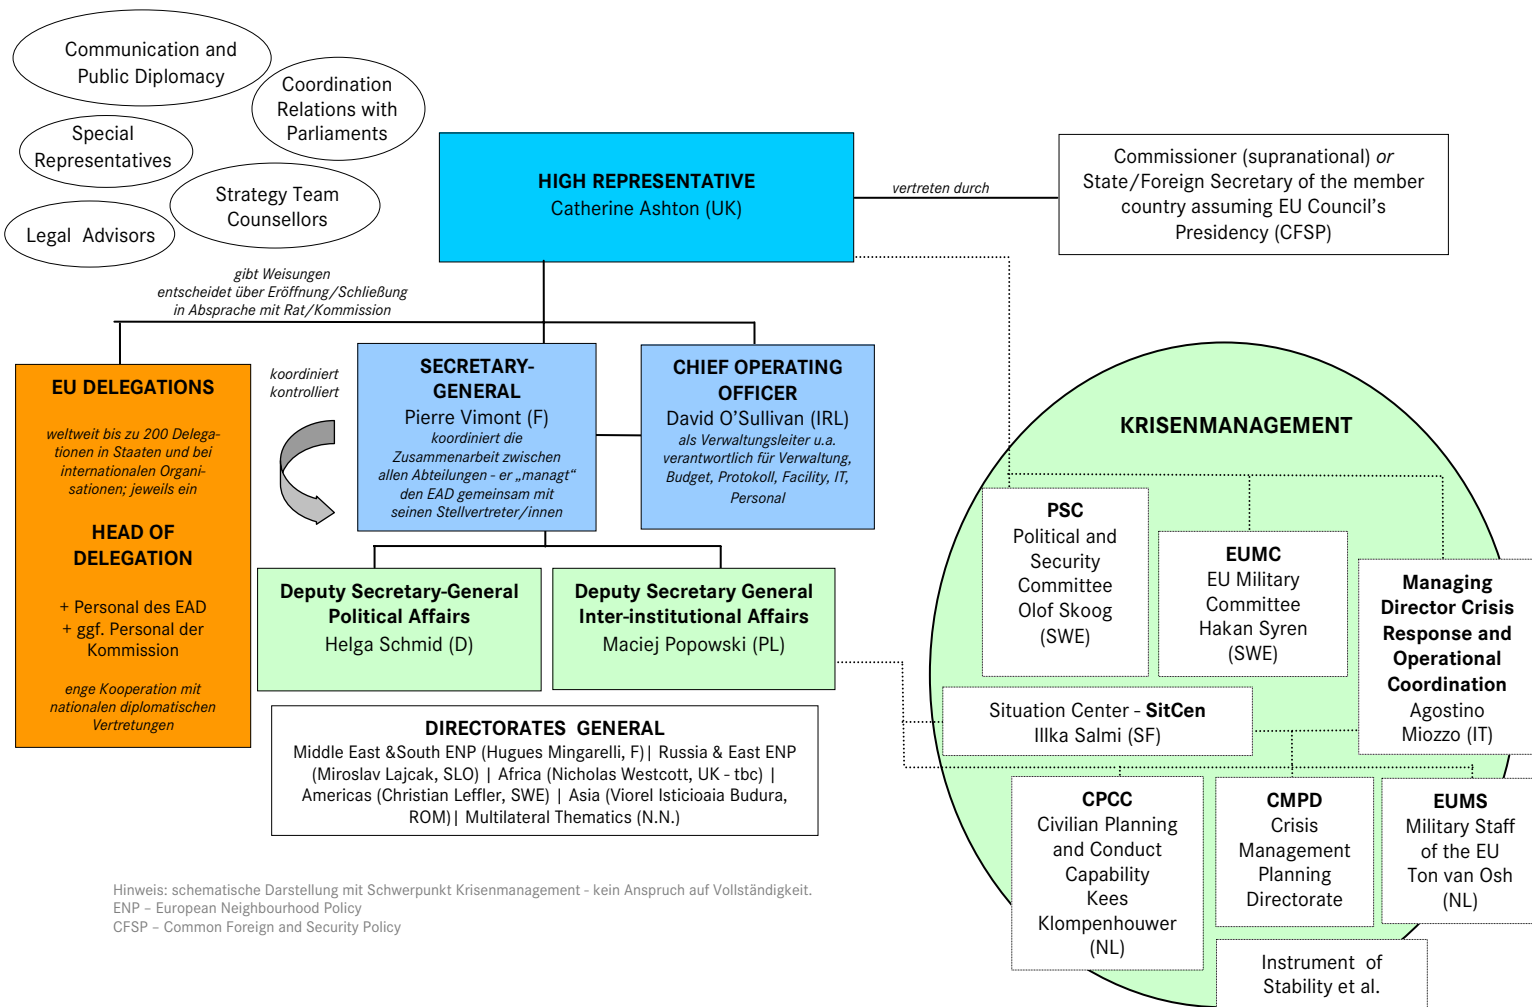 Communication and
Public Diplomacy
Coordination
Relations with
Parliaments
Special
Representatives
Strategy Team
Counsellors
Legal Advisors
HIGH REPRESENTATIVE
Catherine Ashton (UK)
vertreten durch
Commissioner (supranational) or
State/Foreign Secretary of the member
country assuming EU Council's
Presidency (CFSP)
gibt Weisungen
entscheidet über Eröffnung/Schließung
in Absprache mit Rat/Kommission
EU DELEGATIONS
weltweit bis zu 200 Delega-
tionen in Staaten und bei
internationalen Organi-
sationen; jeweils ein
HEAD OF
DELEGATION
+ Personal des EAD
+ ggf. Personal der
Kommission
enge Kooperation mit
nationalen diplomatischen
Vertretungen
koordiniert
kontrolliert
SECRETARY-
GENERAL
Pierre Vimont (F)
koordiniert die
Zusammenarbeit zwischen
allen Abteilungen - er „managt"
den EAD gemeinsam mit
seinen Stellvertreter/innen
CHIEF OPERATING
OFFICER
David O'Sullivan (IRL)
als Verwaltungsleiter u.a.
verantwortlich für Verwaltung,
Budget, Protokoll, Facility, IT,
Personal
Deputy Secretary-General
Political Affairs
Helga Schmid (D)
Deputy Secretary General
Inter-institutional Affairs
Maciej Popowski (PL)
DIRECTORATES GENERAL
Middle East &South ENP (Hugues Mingarelli, F)| Russia & East ENP
(Miroslav Lajcak, SLO) | Africa (Nicholas Westcott, UK - tbc) |
Americas (Christian Leffler, SWE) | Asia (Viorel Isticioaia Budura,
ROM)| Multilateral Thematics (N.N.)
KRISENMANAGEMENT
PSC
Political and
Security
Committee
Olof Skoog
(SWE)
EUMC
EU Military
Committee
Hakan Syren
(SWE)
Managing
Director Crisis
Response and
Operational
Coordination
Agostino
Miozzo (IT)
Situation Center - SitCen
Illka Salmi (SF)
CPCC
Civilian Planning
and Conduct
Capability
Kees
Klompenhouwer
(NL)
CMPD
Crisis
Management
Planning
Directorate
EUMS
Military Staff
of the EU
Ton van Osh
(NL)
Instrument of
Stability et al.
Hinweis: schematische Darstellung mit Schwerpunkt Krisenmanagement - kein Anspruch auf Vollständigkeit.
ENP – European Neighbourhood Policy
CFSP – Common Foreign and Security Policy